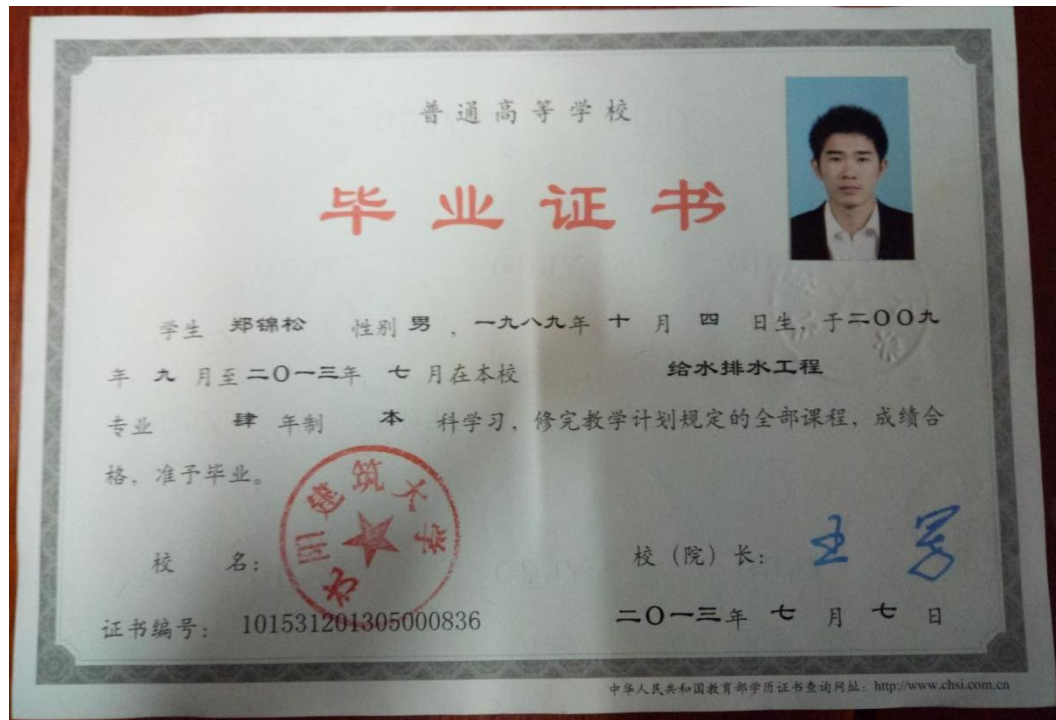 普通高等学校
毕业证书
学生 郑锦松 性别 男 ，一九八九年 十 月 四 日生，于二〇〇九
年 九 月至二〇一三年 七 月在本校 给水排水工程
专业 肆 年制 本 科学习，修完教学计划规定的全部课程，成绩合
格，准予毕业。
建筑大学
校 名： 校（院）长：
证书编号： 101531201305000836 二〇一三年 七 月 七 日
中华人民共和国教育部学历证书查询网址：http://www.chsi.com.cn